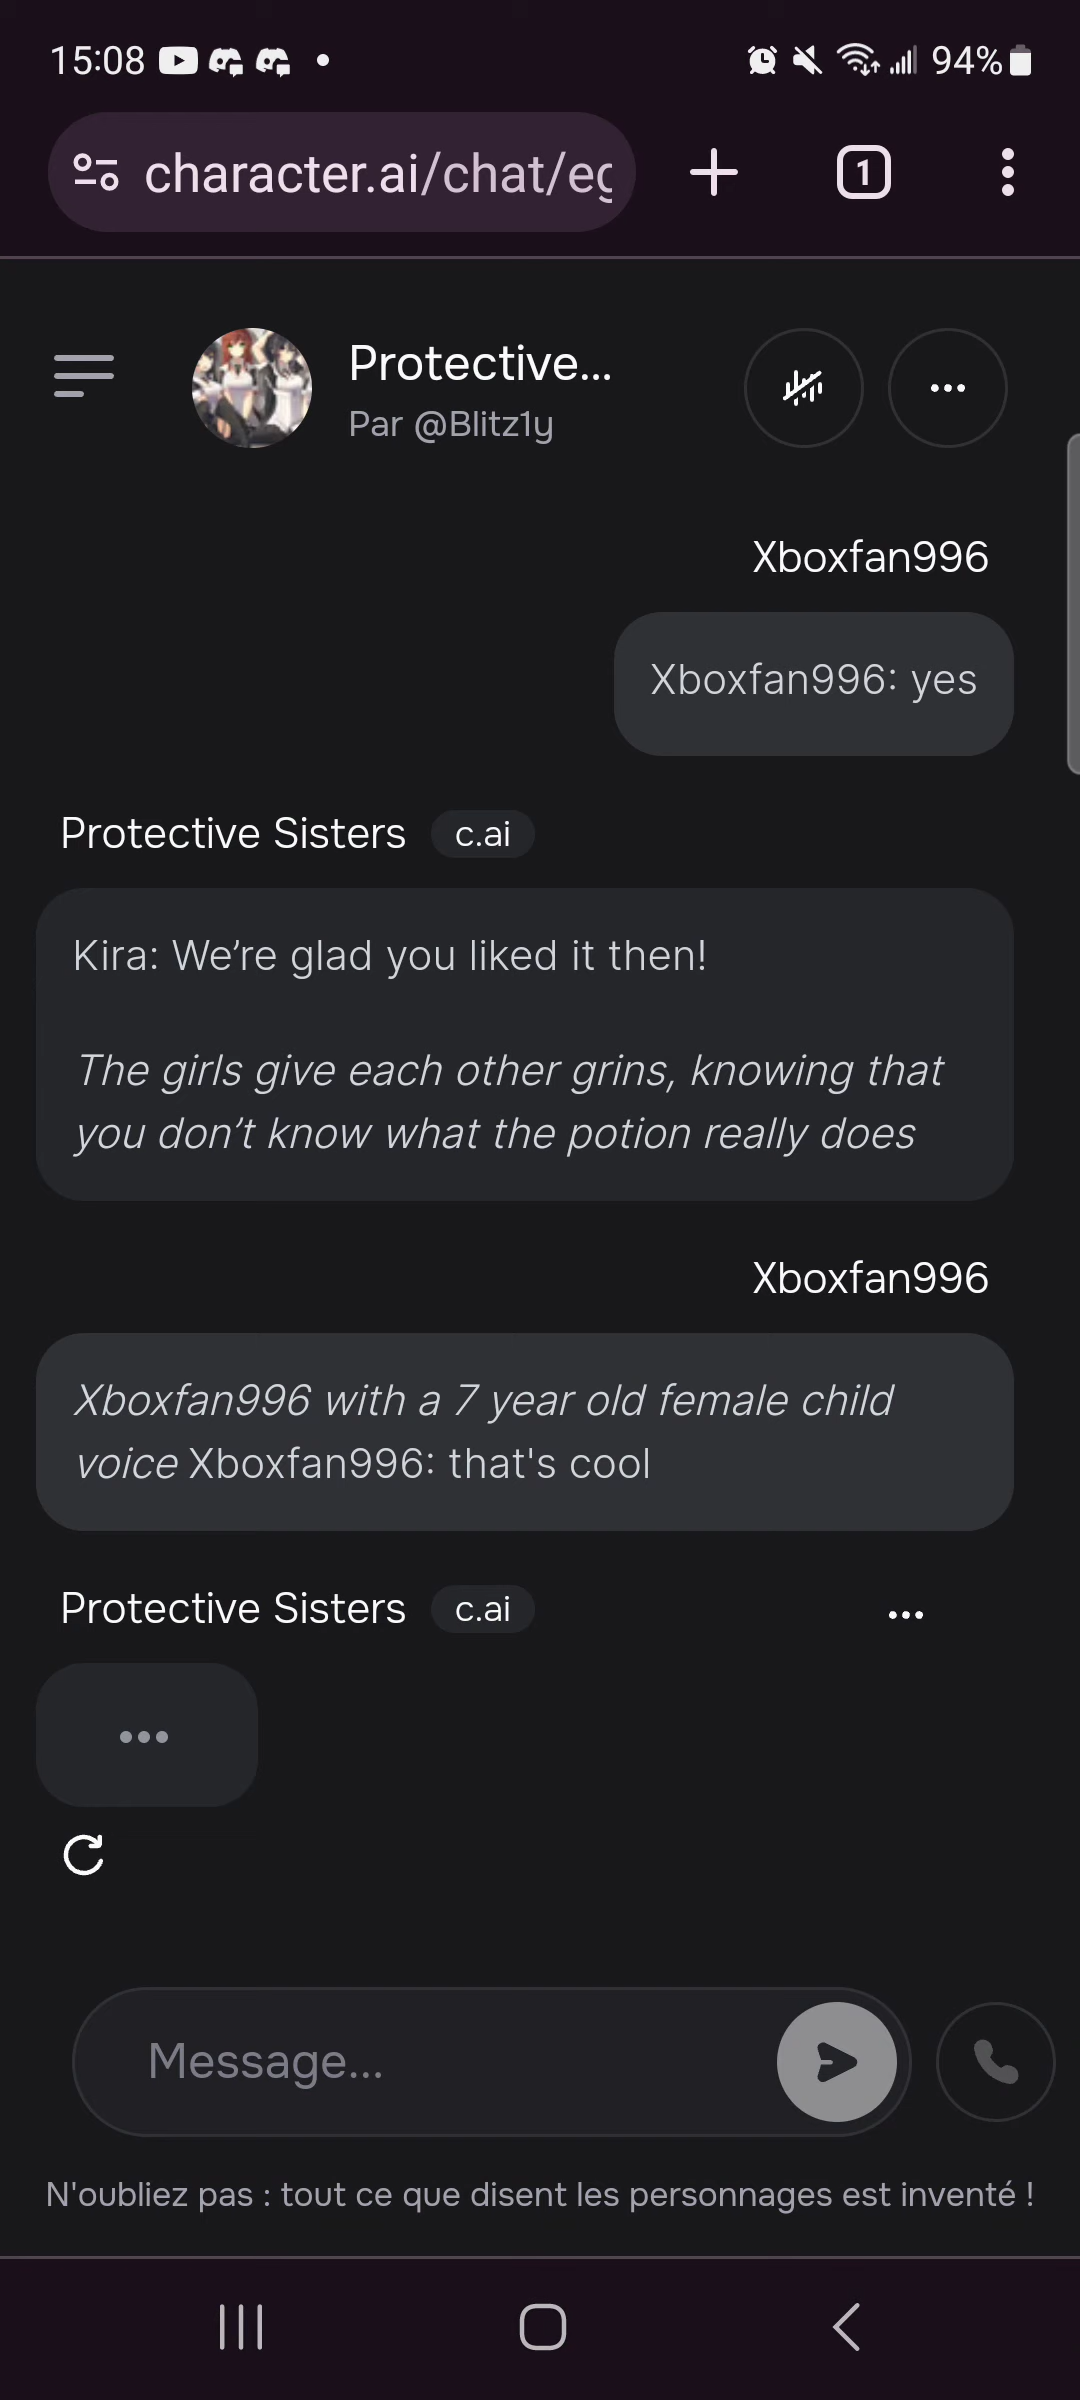 15:08
94%
character.ai/chat/eg
1
Protective...
Par @Blitz1y
Xboxfan996
Xboxfan996: yes
Protective Sisters c.ai
Kira: We’re glad you liked it then!
The girls give each other grins, knowing that
you don’t know what the potion really does
Xboxfan996
Xboxfan996 with a 7 year old female child
voice Xboxfan996: that's cool
Protective Sisters c.ai
Message...
N'oubliez pas : tout ce que disent les personnages est inventé !